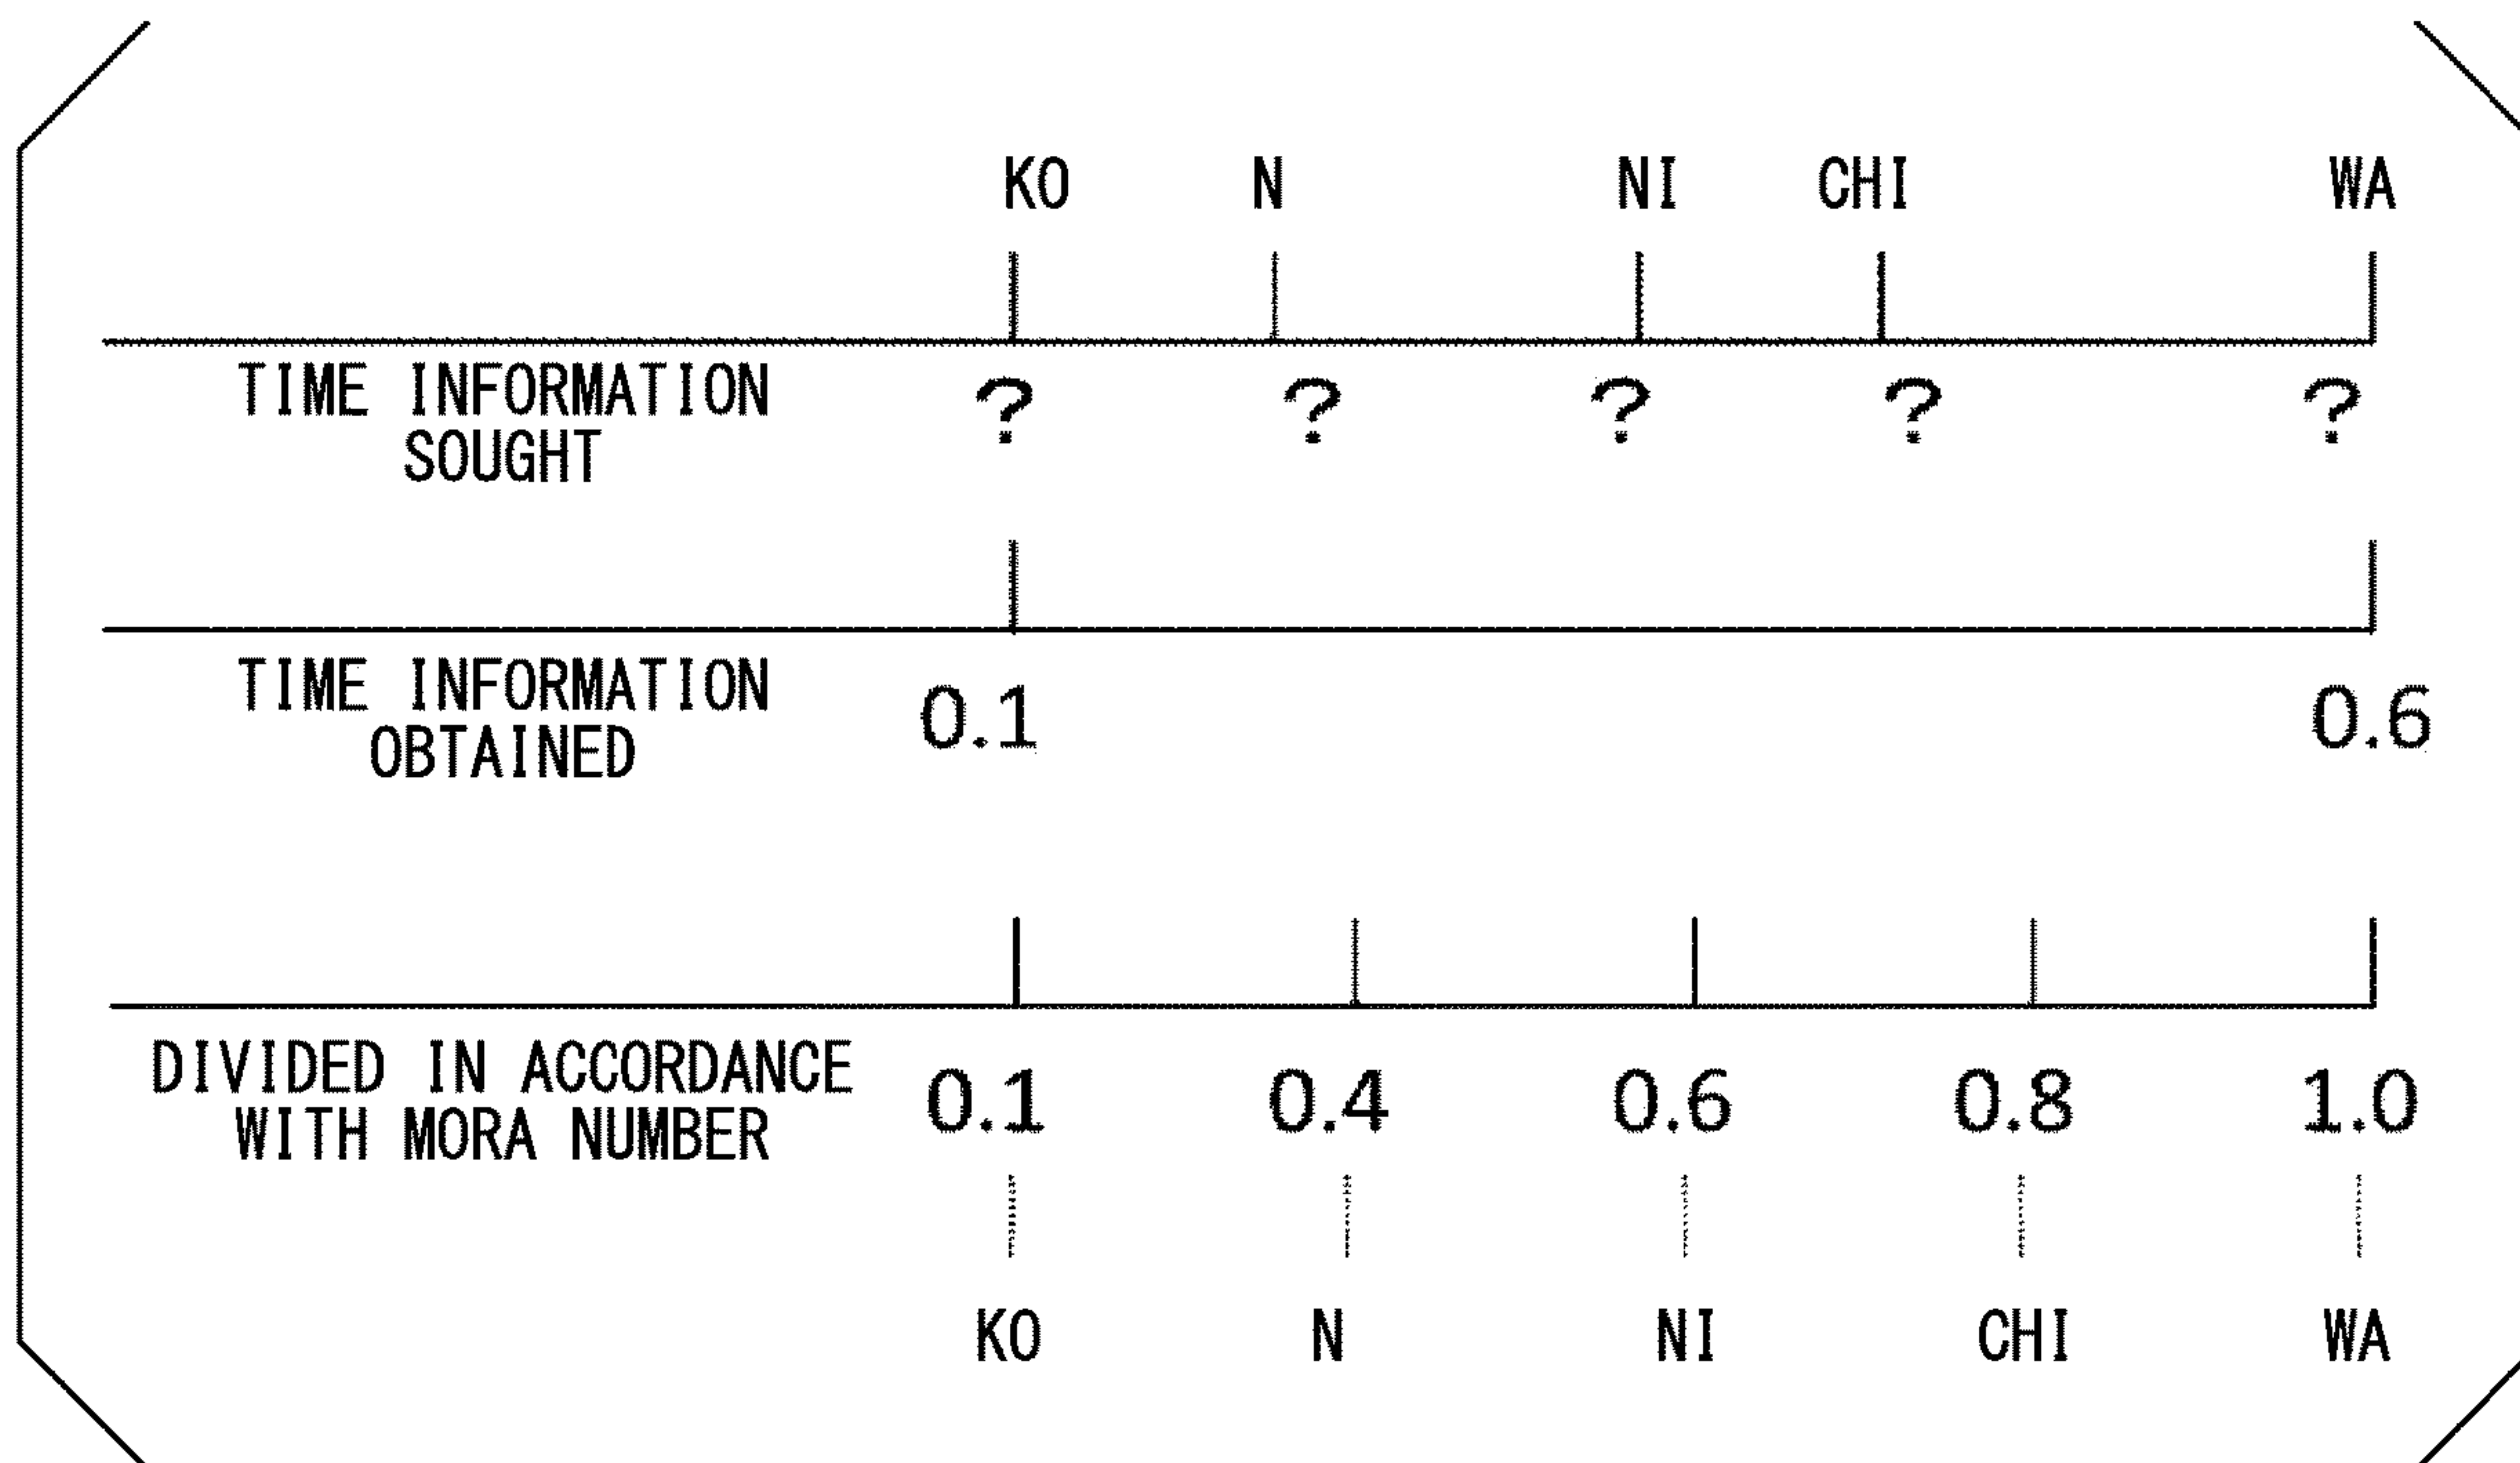 KO N NI CHI WA
TIME INFORMATION
SOUGHT
? ? ? ? ?
TIME INFORMATION
OBTAINED
0.1 0.6
DIVIDED IN ACCORDANCE
WITH MORA NUMBER
0.1 0.4 0.6 0.8 1.0
KO N NI CHI WA